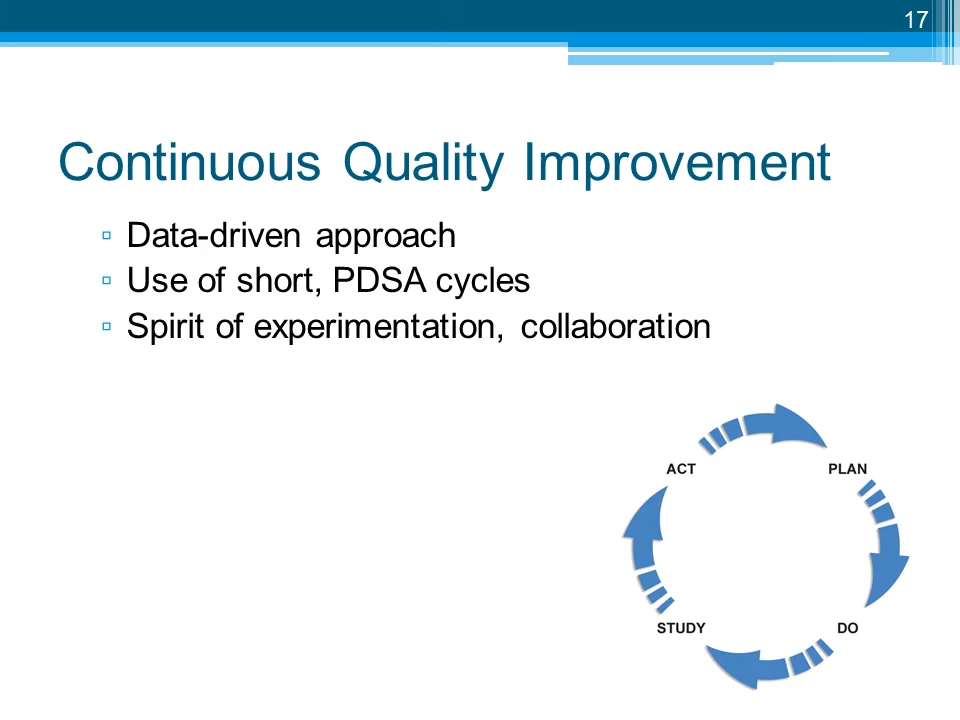 17
Continuous Quality Improvement
▫ Data-driven approach
▫ Use of short, PDSA cycles
▫ Spirit of experimentation, collaboration
ACT
PLAN
STUDY
DO